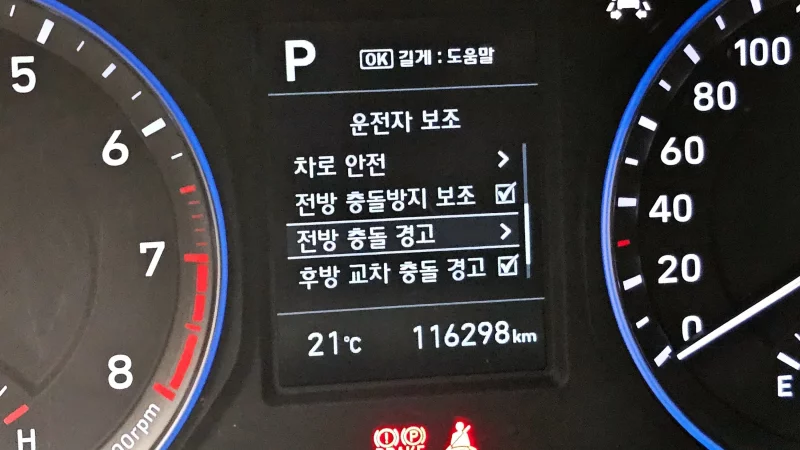 P OK 길게 : 도움말
운전자 보조
차로 안전
전방 충돌방지 보조
전방 충돌 경고
후방 교차 충돌 경고
21℃ 116298km
5
6
7
8
H
100
80
60
40
20
0
E
BRAKE